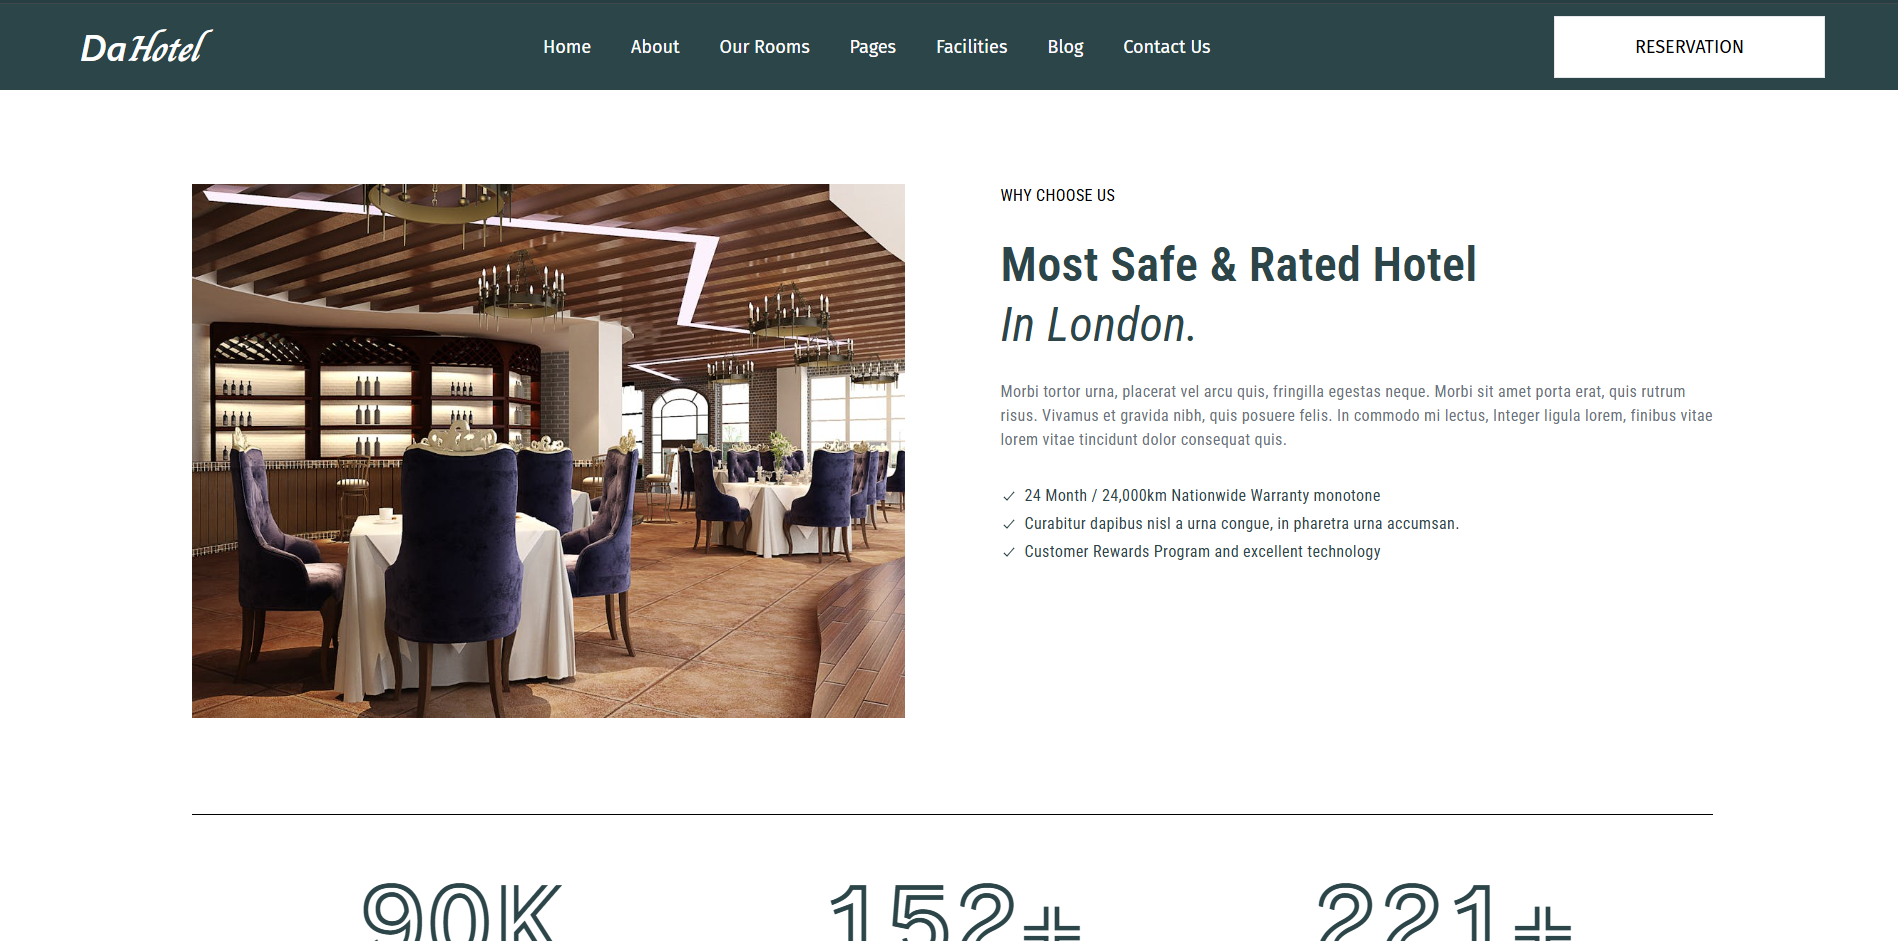 DaHotel
Home About Our Rooms Pages Facilities Blog Contact Us
RESERVATION
WHY CHOOSE US
Most Safe & Rated Hotel
In London.
Morbi tortor urna, placerat vel arcu quis, fringilla egestas neque. Morbi sit amet porta erat, quis rutrum
risus. Vivamus et gravida nibh, quis posuere felis. In commodo mi lectus, Integer ligula lorem, finibus vitae
lorem vitae tincidunt dolor consequat quis.
24 Month / 24,000km Nationwide Warranty monotone
Curabitur dapibus nisl a urna congue, in pharetra urna accumsan.
Customer Rewards Program and excellent technology
90K 152+ 221+